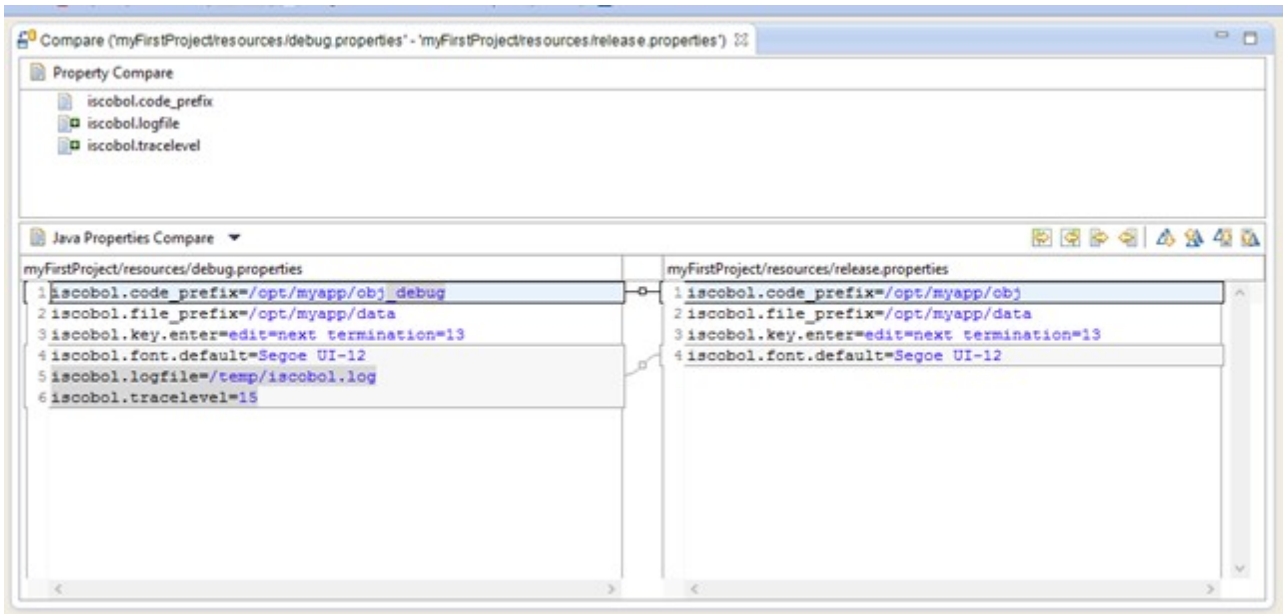 Compare ('myFirstProject/resources/debug.properties' - 'myFirstProject/resources/release.properties')
Property Compare
iscobol.code_prefix
iscobol.logfile
iscobol.tracelevel
Java Properties Compare
myFirstProject/resources/debug.properties
1 iscobol.code_prefix=/opt/myapp/obj_debug
2 iscobol.file_prefix=/opt/myapp/data
3 iscobol.key.enter=edit=next termination=13
4 iscobol.font.default=Segoe UI-12
5 iscobol.logfile=/temp/iscobol.log
6 iscobol.tracelevel=15
myFirstProject/resources/release.properties
1 iscobol.code_prefix=/opt/myapp/obj
2 iscobol.file_prefix=/opt/myapp/data
3 iscobol.key.enter=edit=next termination=13
4 iscobol.font.default=Segoe UI-12